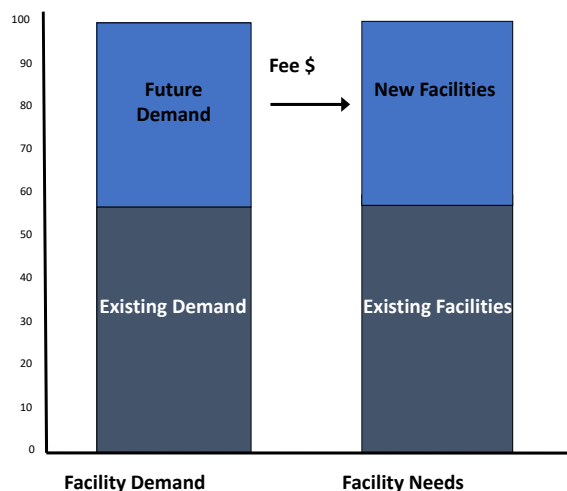 100
90
80
70
60
50
40
30
20
10
0
Future
Demand
Fee $
New Facilities
Existing Demand
Existing Facilities
Facility Demand
Facility Needs